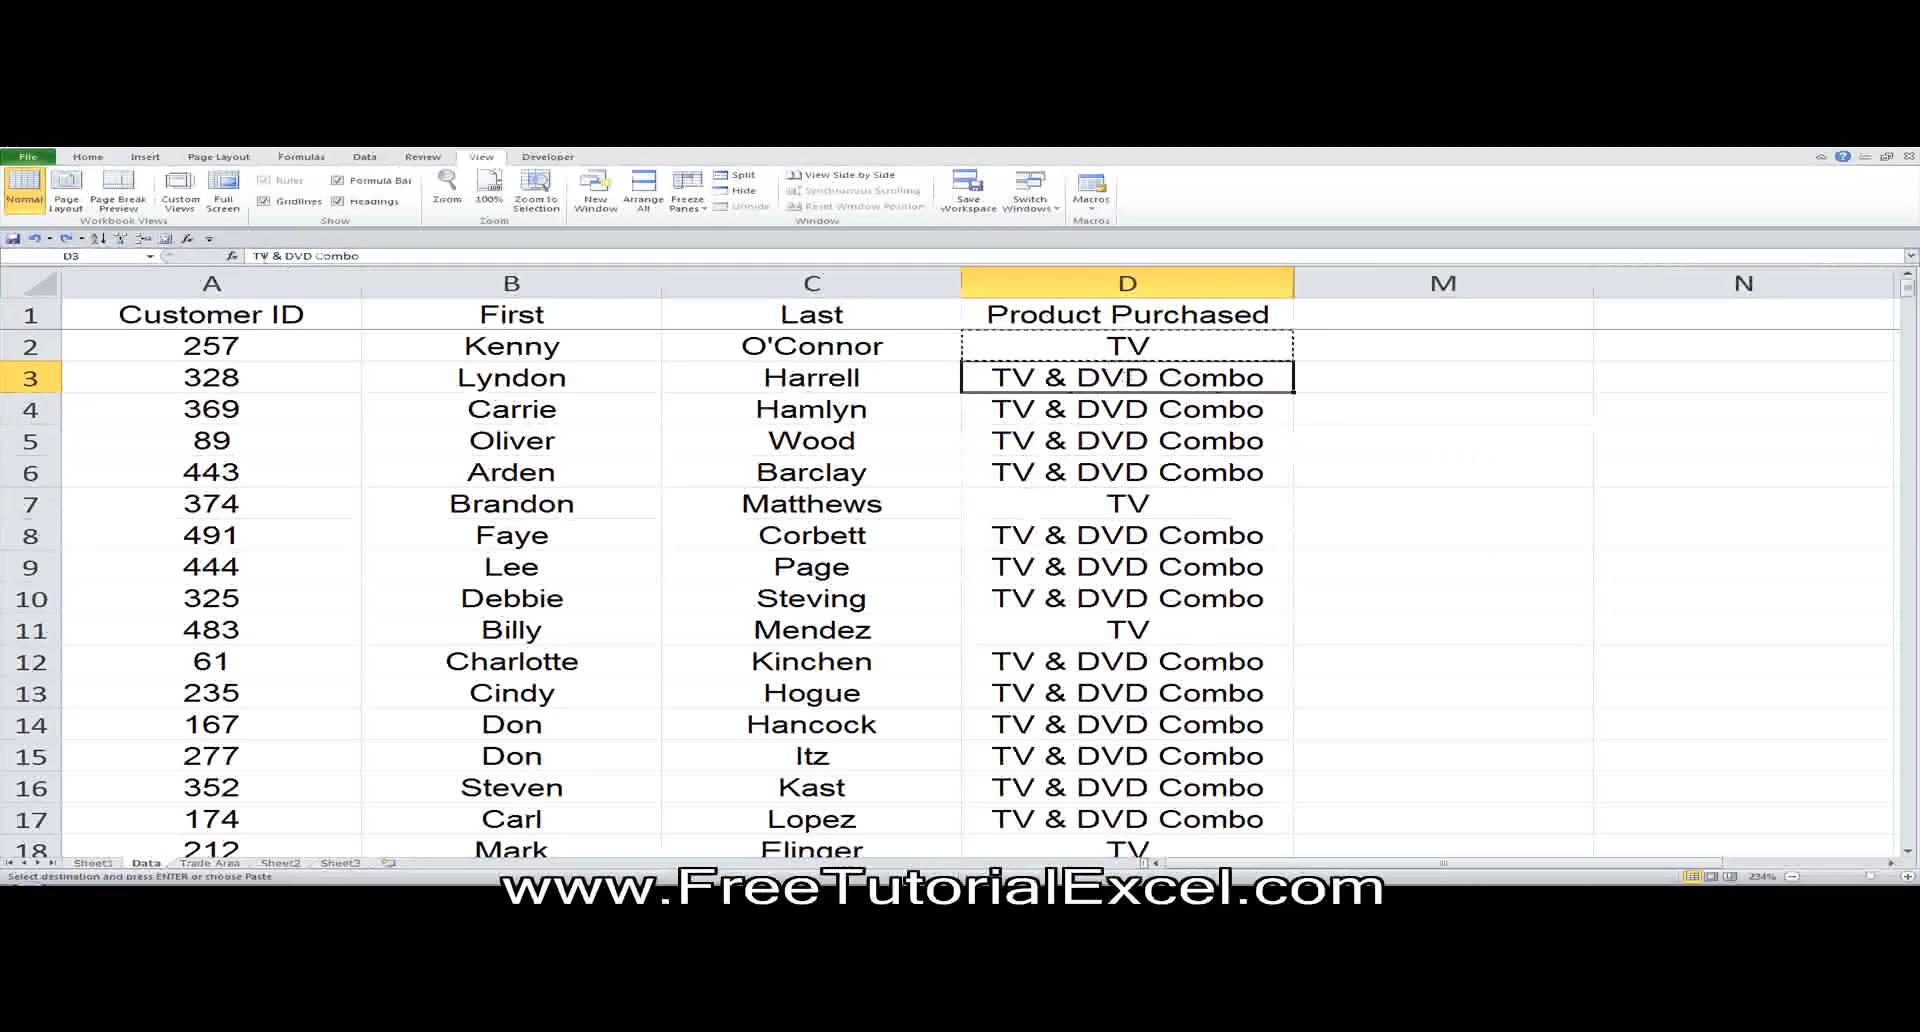 File Home Insert Page Layout Formulas Data Review View Developer
Normal Page Layout Page Break Preview Custom Views Full Screen
Workbook Views
Ruler Formula Bar
Gridlines Headings
Show
Zoom 100% Zoom to Selection
Zoom
New Window Arrange All Freeze Panes
Split
Hide
Unhide
View Side by Side
Synchronous Scrolling
Reset Window Position
Window
Save Workspace Switch Windows
Macros
Macros
D3 fx TV & DVD Combo
A B C D M N
1 Customer ID First Last Product Purchased
2 257 Kenny O'Connor TV
3 328 Lyndon Harrell TV & DVD Combo
4 369 Carrie Hamlyn TV & DVD Combo
5 89 Oliver Wood TV & DVD Combo
6 443 Arden Barclay TV & DVD Combo
7 374 Brandon Matthews TV
8 491 Faye Corbett TV & DVD Combo
9 444 Lee Page TV & DVD Combo
10 325 Debbie Steving TV & DVD Combo
11 483 Billy Mendez TV
12 61 Charlotte Kinchen TV & DVD Combo
13 235 Cindy Hogue TV & DVD Combo
14 167 Don Hancock TV & DVD Combo
15 277 Don Itz TV & DVD Combo
16 352 Steven Kast TV & DVD Combo
17 174 Carl Lopez TV & DVD Combo
18 212 Mark Flinger TV
Sheet1 Data Trade Area Sheet2 Sheet3
Select destination and press ENTER or choose Paste
234%
www.FreeTutorialExcel.com